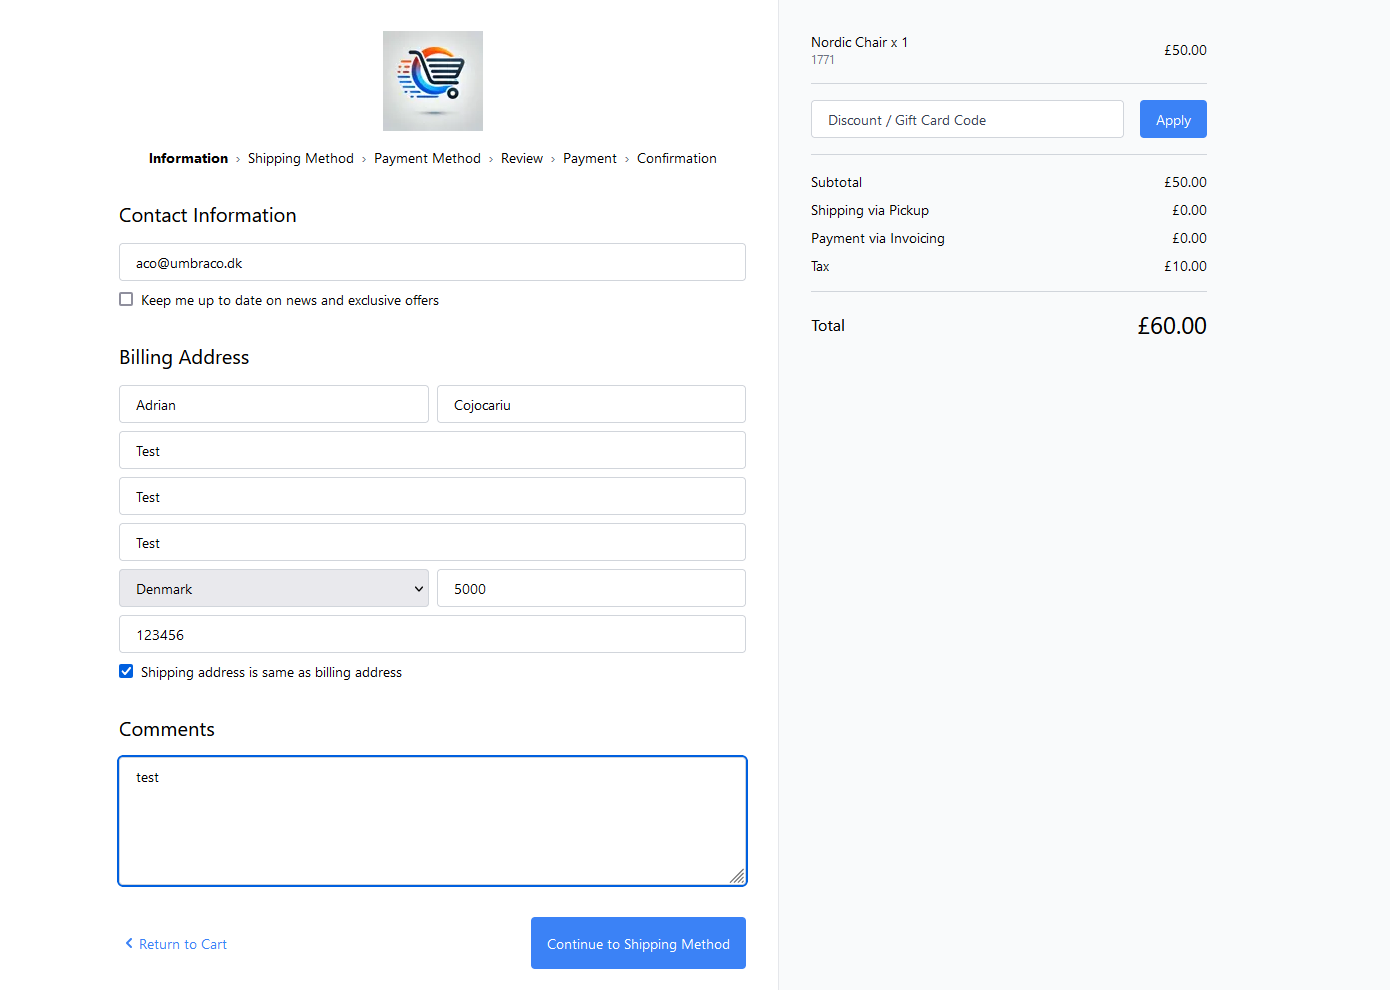 Information › Shipping Method › Payment Method › Review › Payment › Confirmation
Contact Information
aco@umbraco.dk
Keep me up to date on news and exclusive offers
Billing Address
Adrian Cojocariu
Test
Test
Test
Denmark 5000
123456
Shipping address is same as billing address
Comments
test
Return to Cart Continue to Shipping Method
Nordic Chair x 1 £50.00
1771
Discount / Gift Card Code Apply
Subtotal £50.00
Shipping via Pickup £0.00
Payment via Invoicing £0.00
Tax £10.00
Total £60.00